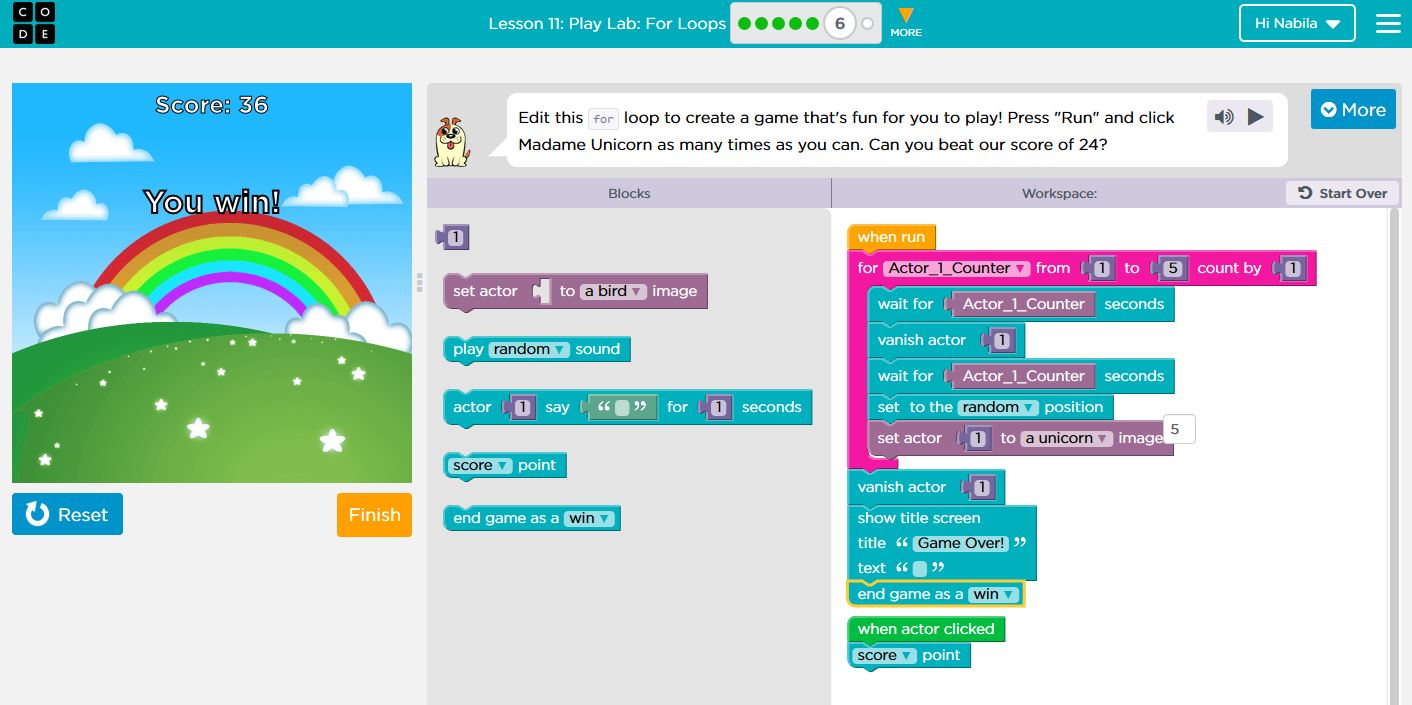 C O
D E
Lesson 11: Play Lab: For Loops
6
MORE
Hi Nabila
Score: 36
You win!
Reset
Finish
Edit this for loop to create a game that's fun for you to play! Press "Run" and click
Madame Unicorn as many times as you can. Can you beat our score of 24?
More
Blocks
Workspace:
Start Over
1
set actor to a bird image
play random sound
actor 1 say “ ” for 1 seconds
score point
end game as a win
when run
for Actor_1_Counter from 1 to 5 count by 1
wait for Actor_1_Counter seconds
vanish actor 1
wait for Actor_1_Counter seconds
set to the random position
set actor 1 to a unicorn image
5
vanish actor 1
show title screen
title “ Game Over! ”
text “ ”
end game as a win
when actor clicked
score point